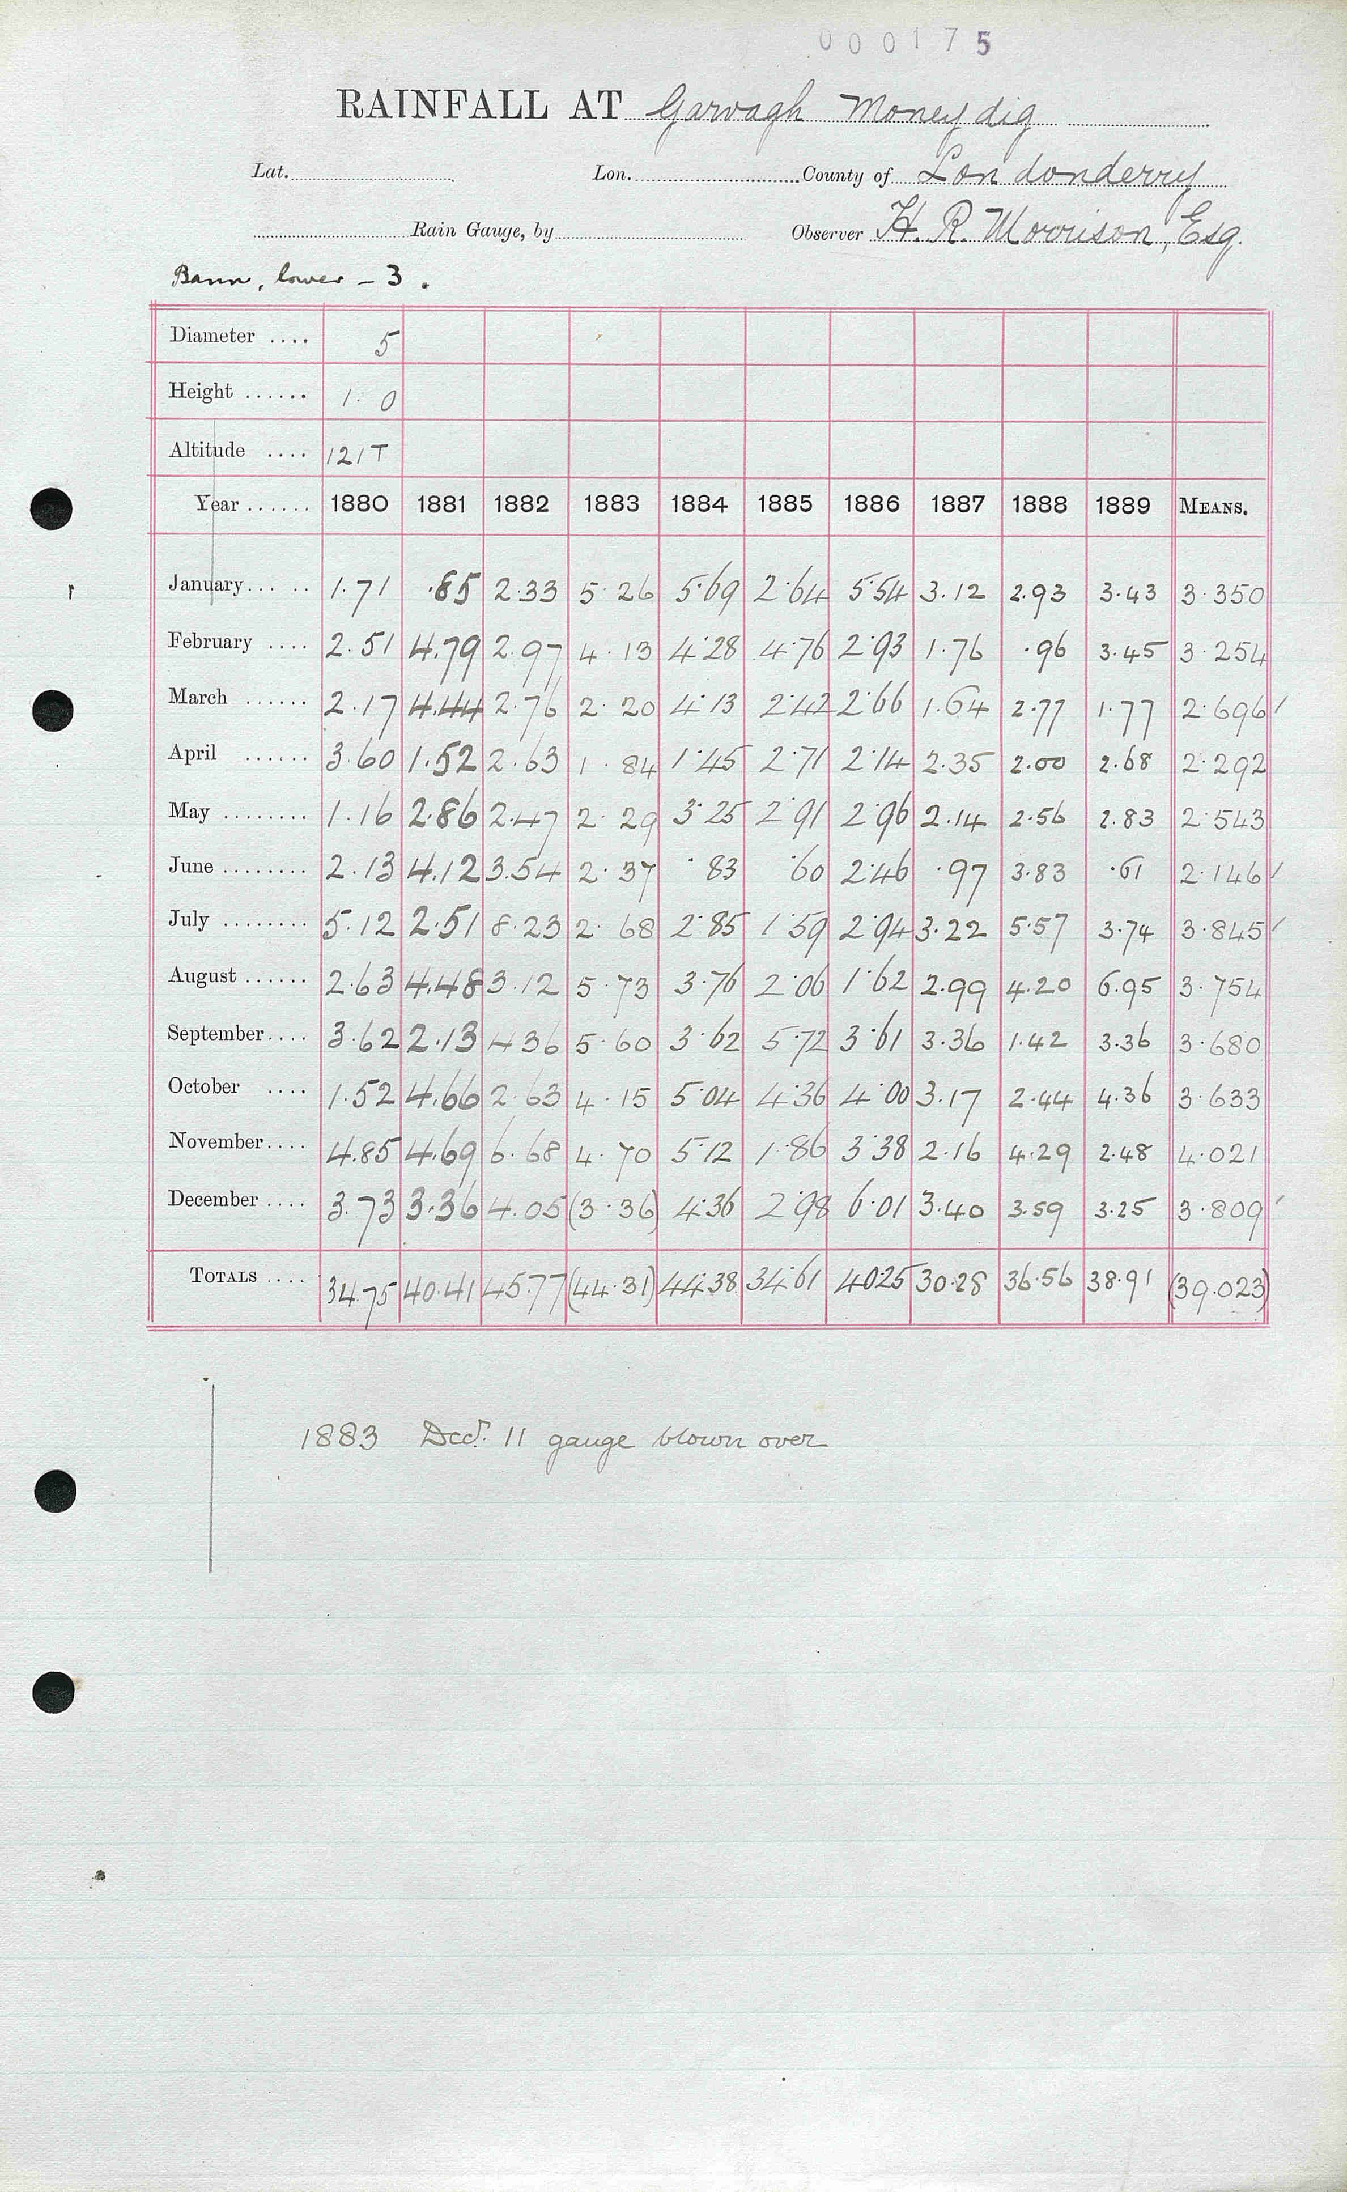 000175
RAINFALL AT Garvagh Moneydig
Lat. Lon. County of Londonderry
Rain Gauge, by Observer H. R. Morrison, Esq.
Bann, lower - 3.
Diameter .... 5
Height ...... 1 0
Altitude .... 121T
Year ...... 1880 1881 1882 1883 1884 1885 1886 1887 1888 1889 MEANS.
January ... .. 1.71 .85 2.33 5.26 5.69 2.64 5.54 3.12 2.93 3.43 3.350
February .... 2.51 4.79 2.97 4.13 4.28 4.76 2.93 1.76 .96 3.45 3.254
March ...... 2.17 4.44 2.76 2.20 4.13 2.42 2.66 1.64 2.77 1.77 2.696
April ...... 3.60 1.52 2.63 1.84 1.45 2.71 2.14 2.35 2.00 2.68 2.292
May ........ 1.16 2.86 2.47 2.29 3.25 2.91 2.96 2.14 2.56 2.83 2.543
June ........ 2.13 4.12 3.54 2.37 .83 .60 2.46 .97 3.83 .61 2.146
July ........ 5.12 2.51 8.23 2.68 2.85 1.59 2.94 3.22 5.57 3.74 3.845
August ...... 2.63 4.48 3.12 5.73 3.76 2.06 1.62 2.99 4.20 6.95 3.754
September .... 3.62 2.13 4.36 5.60 3.62 5.72 3.61 3.36 1.42 3.36 3.680
October .... 1.52 4.66 2.63 4.15 5.04 4.36 4.00 3.17 2.44 4.36 3.633
November .... 4.85 4.69 6.68 4.70 5.12 1.86 3.38 2.16 4.29 2.48 4.021
December .... 3.73 3.36 4.05 (3.36) 4.36 2.98 6.01 3.40 3.59 3.25 3.809
TOTALS .... 34.75 40.41 45.77 (44.31) 44.38 34.61 40.25 30.28 36.56 38.91 (39.023)
1883 Decr. 11 gauge blown over